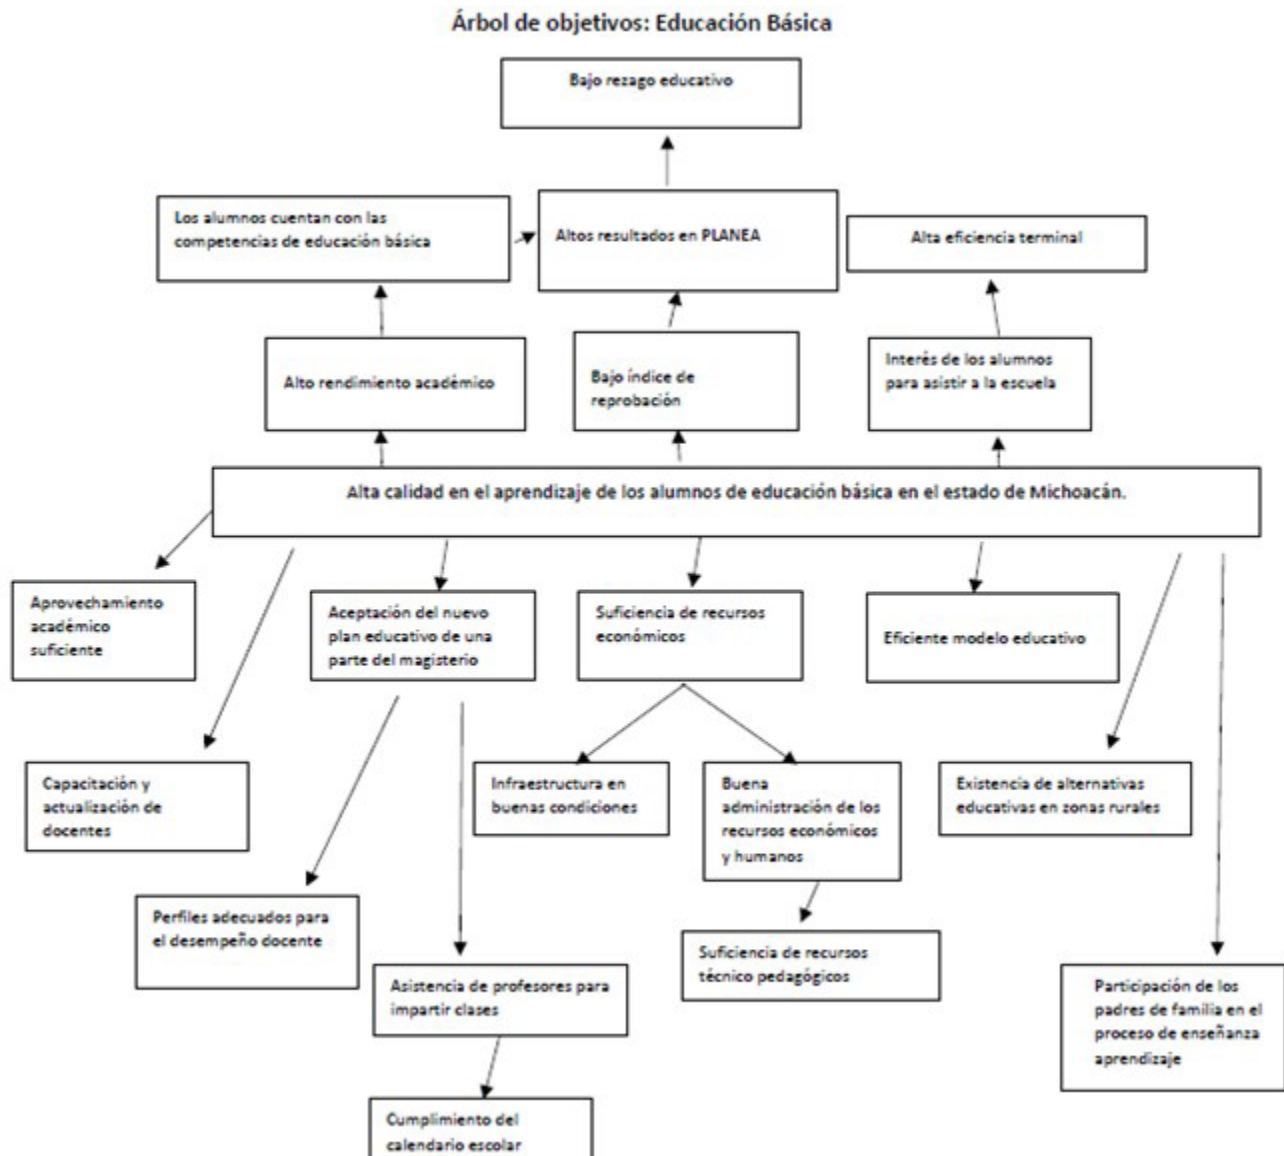 Árbol de objetivos: Educación Básica
Bajo rezago educativo
Los alumnos cuentan con las
competencias de educación básica
Altos resultados en PLANEA
Alta eficiencia terminal
Alto rendimiento académico
Bajo índice de
reprobación
Interés de los alumnos
para asistir a la escuela
Alta calidad en el aprendizaje de los alumnos de educación básica en el estado de Michoacán.
Aprovechamiento
académico
suficiente
Aceptación del nuevo
plan educativo de una
parte del magisterio
Suficiencia de recursos
económicos
Eficiente modelo educativo
Capacitación y
actualización de
docentes
Infraestructura en
buenas condiciones
Buena
administración de los
recursos económicos
y humanos
Existencia de alternativas
educativas en zonas rurales
Perfiles adecuados para
el desempeño docente
Suficiencia de recursos
técnico pedagógicos
Asistencia de profesores para
impartir clases
Participación de los
padres de familia en el
proceso de enseñanza
aprendizaje
Cumplimiento del
calendario escolar